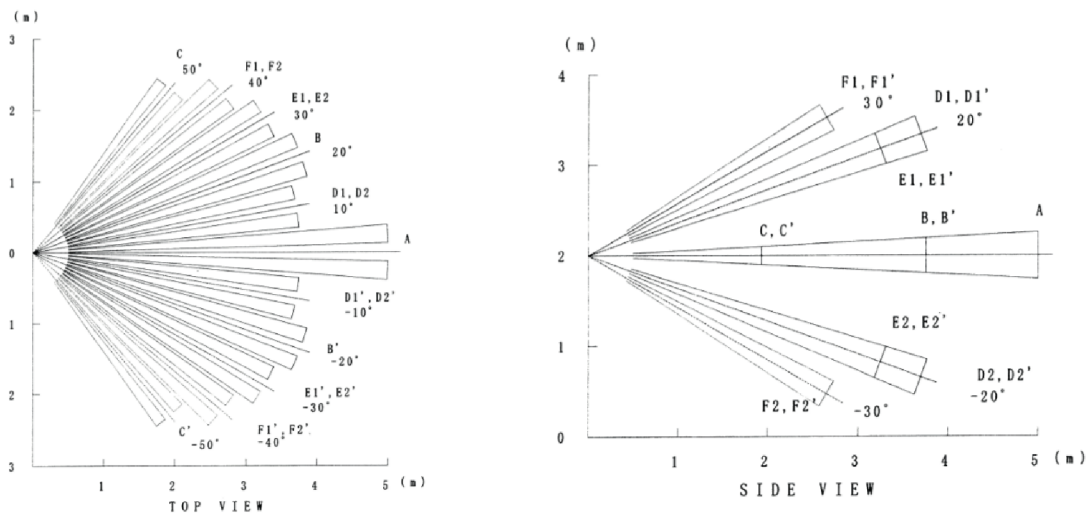 (m)
3
2
1
0
1
2
3
C
50°
F1,F2
40°
E1,E2
30°
B
20°
D1,D2
10°
A
D1',D2'
-10°
B'
-20°
E1',E2'
-30°
F1',F2'
-40°
C'
-50°
1
2
3
4
5
(m)
TOP VIEW
(m)
4
3
2
1
0
F1,F1'
30°
D1,D1'
20°
E1,E1'
C,C'
B,B'
A
E2,E2'
D2,D2'
-20°
F2,F2'
-30°
1
2
3
4
5
(m)
SIDE VIEW